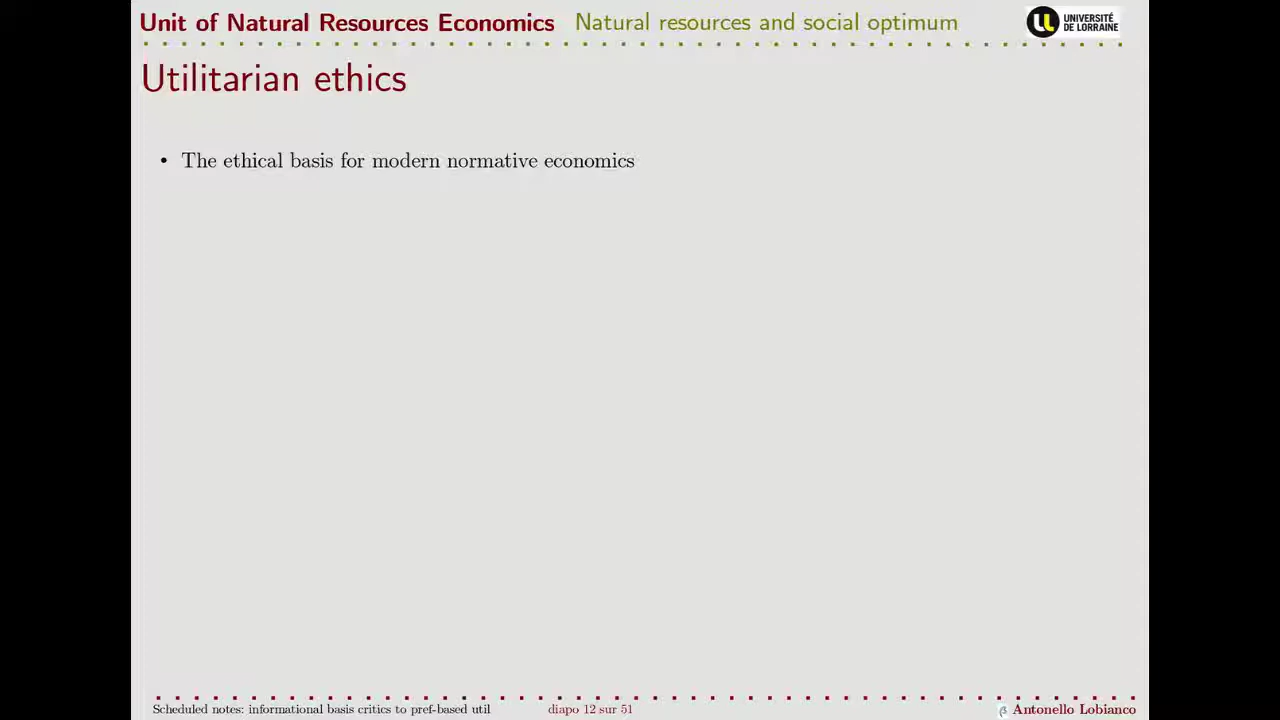 Unit of Natural Resources Economics Natural resources and social optimum
UNIVERSITÉ
DE LORRAINE
Utilitarian ethics
• The ethical basis for modern normative economics
Scheduled notes: informational basis critics to pref-based util diapo 12 sur 51 β Antonello Lobianco